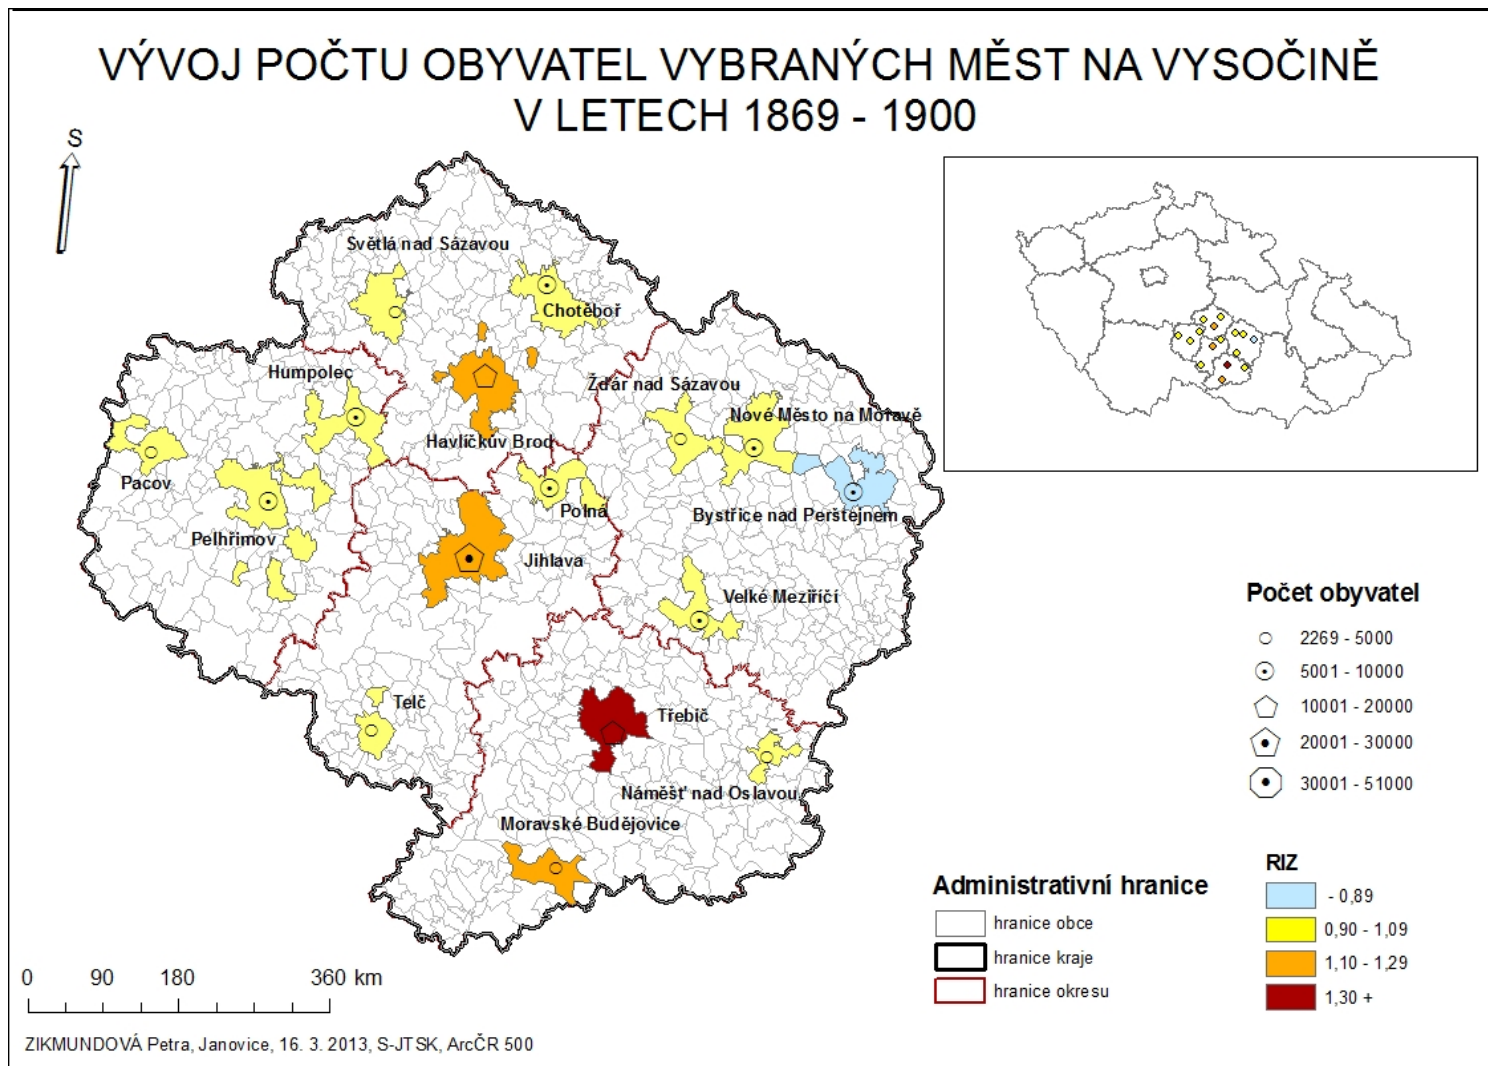 VÝVOJ POČTU OBYVATEL VYBRANÝCH MĚST NA VYSOČINĚ
V LETECH 1869 - 1900
S
Světlá nad Sázavou
Chotěboř
Humpolec
Žďár nad Sázavou
Nové Město na Moravě
Havlíčkův Brod
Pacov
Polná
Bystřice nad Perštejnem
Pelhřimov
Jihlava
Velké Meziříčí
Telč
Třebíč
Náměšť nad Oslavou
Moravské Budějovice
Počet obyvatel
2269 - 5000
5001 - 10000
10001 - 20000
20001 - 30000
30001 - 51000
Administrativní hranice
hranice obce
hranice kraje
hranice okresu
RIZ
- 0,89
0,90 - 1,09
1,10 - 1,29
1,30 +
0 90 180 360 km
ZIKMUNDOVÁ Petra, Janovice, 16. 3. 2013, S-JTSK, ArcČR 500